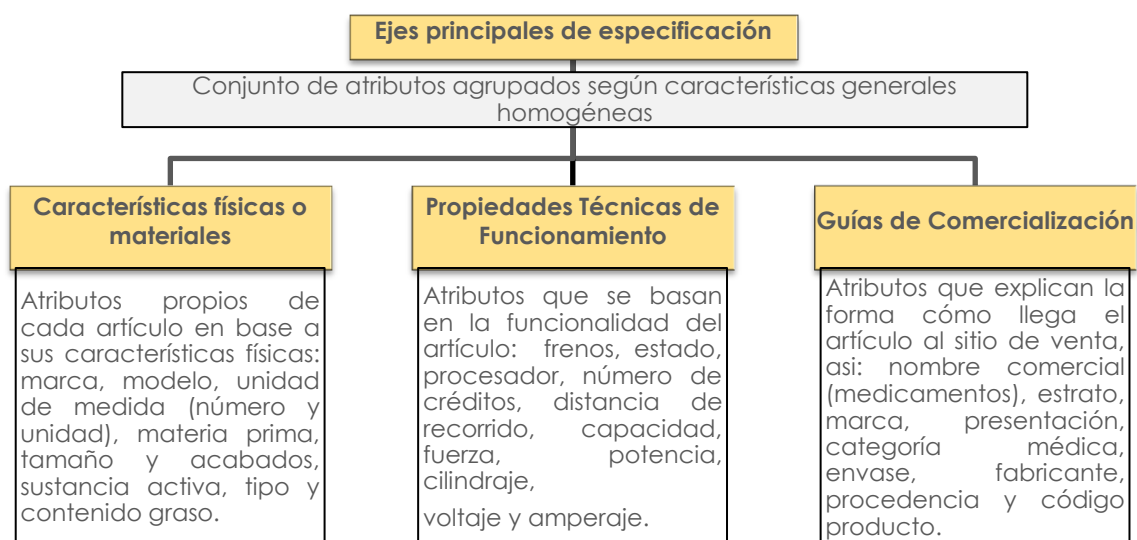 Ejes principales de especificación
Conjunto de atributos agrupados según características generales
homogéneas
Características físicas o
materiales
Atributos propios de
cada artículo en base a
sus características físicas:
marca, modelo, unidad
de medida (número y
unidad), materia prima,
tamaño y acabados,
sustancia activa, tipo y
contenido graso.
Propiedades Técnicas de
Funcionamiento
Atributos que se basan
en la funcionalidad del
artículo: frenos, estado,
procesador, número de
créditos, distancia de
recorrido, capacidad,
fuerza, potencia,
cilindraje,
voltaje y amperaje.
Guías de Comercialización
Atributos que explican la
forma cómo llega el
artículo al sitio de venta,
asi: nombre comercial
(medicamentos), estrato,
marca, presentación,
categoría médica,
envase, fabricante,
procedencia y código
producto.